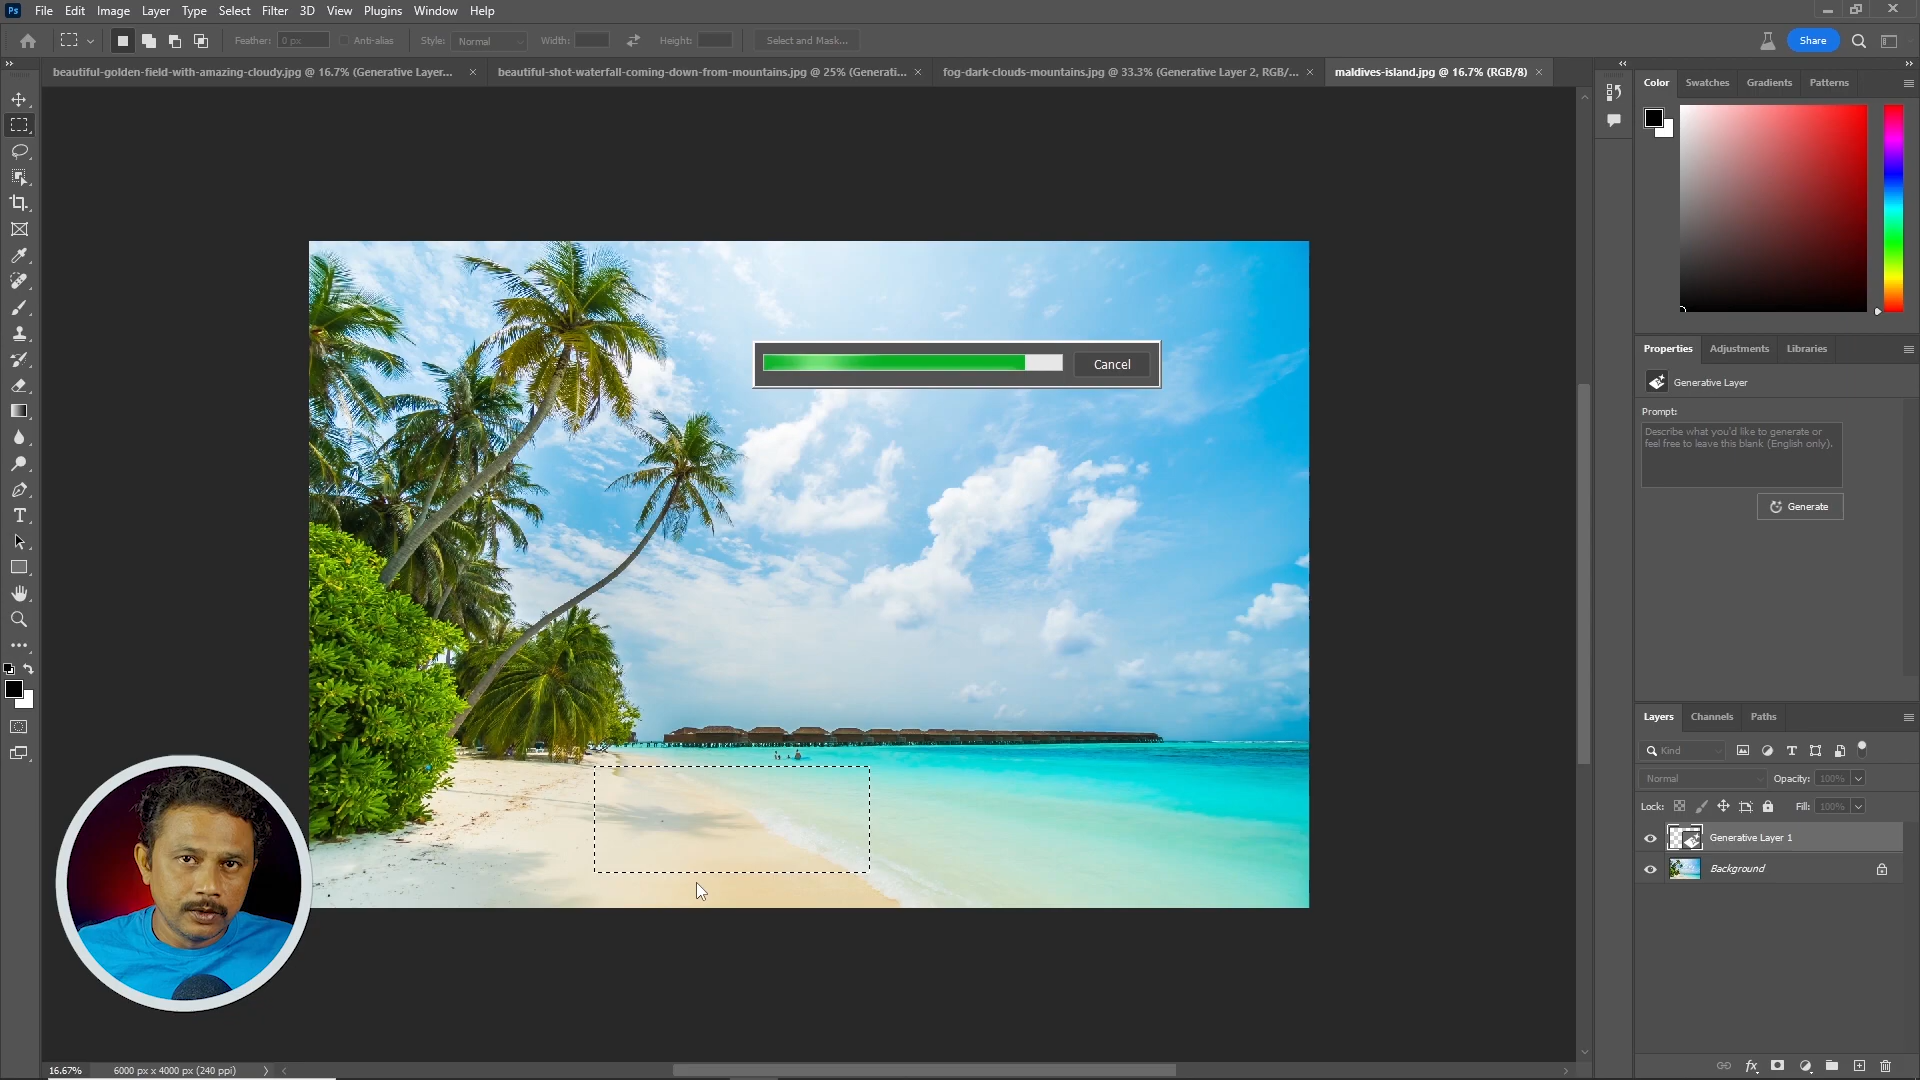 Ps File Edit Image Layer Type Select Filter 3D View Plugins Window Help
Feather: 0 px Anti-alias Style: Normal Width: Height: Select and Mask... Share
beautiful-golden-field-with-amazing-cloudy.jpg @ 16.7% (Generative Layer... × beautiful-shot-waterfall-coming-down-from-mountains.jpg @ 25% (Generati... × fog-dark-clouds-mountains.jpg @ 33.3% (Generative Layer 2, RGB/... × maldives-island.jpg @ 16.7% (RGB/8) ×
Color Swatches Gradients Patterns
Cancel
Properties Adjustments Libraries
Generative Layer
Prompt:
Describe what you'd like to generate or
feel free to leave this blank (English only).
Generate
Layers Channels Paths
Kind
Normal Opacity: 100%
Lock: Fill: 100%
Generative Layer 1
Background
16.67% 6000 px x 4000 px (240 ppi)